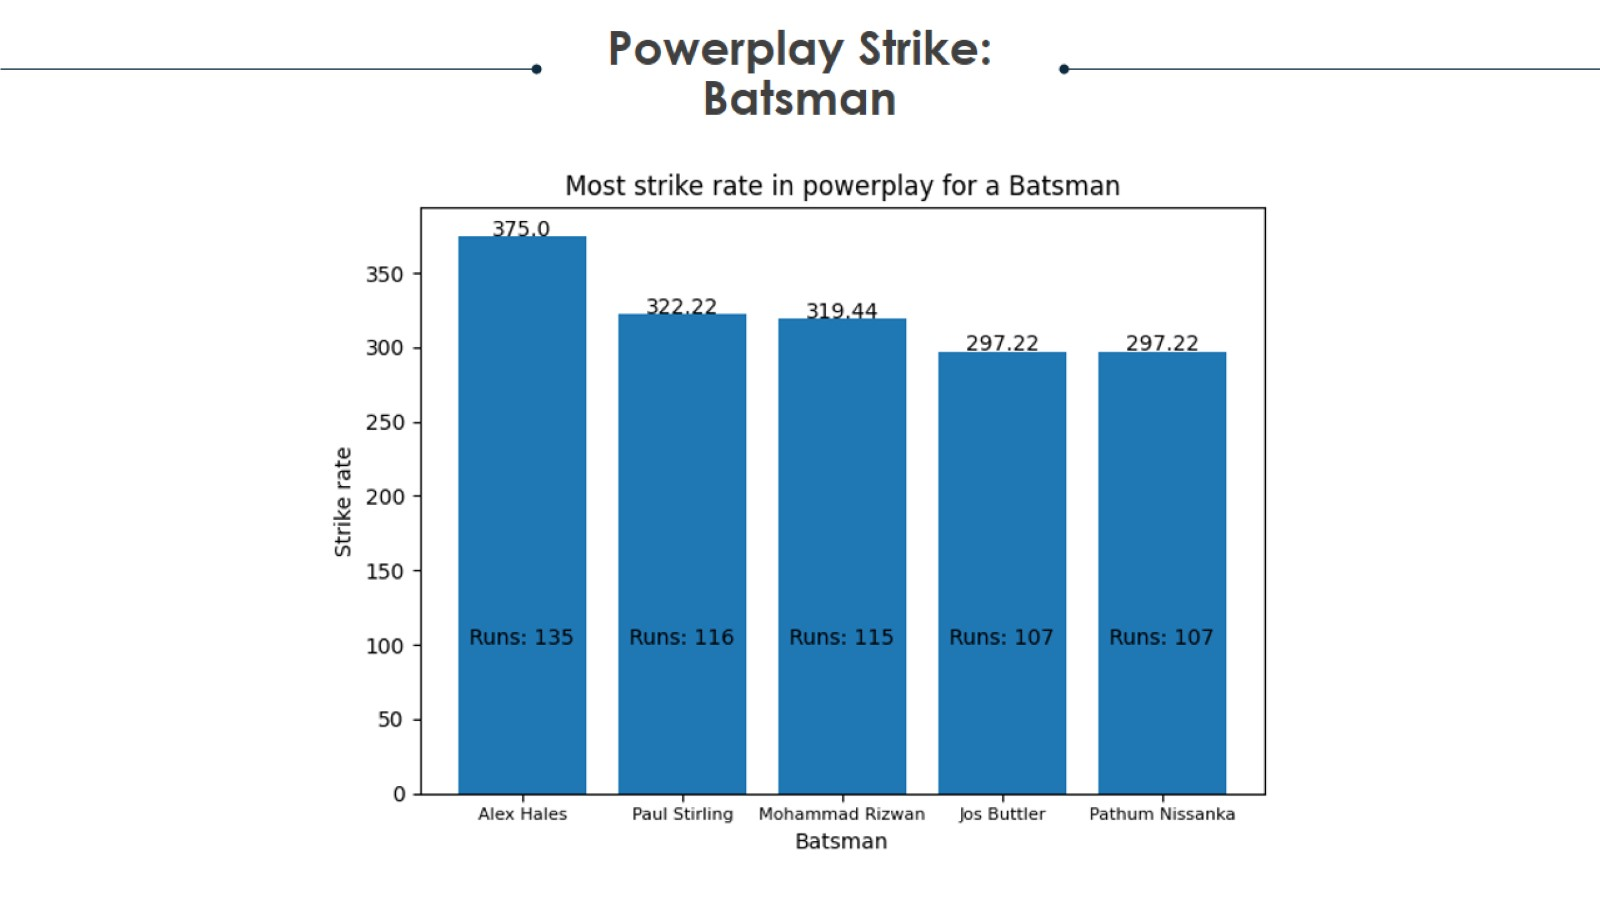 Powerplay Strike:
Batsman
Most strike rate in powerplay for a Batsman
375.0
322.22
319.44
297.22
297.22
350
300
250
200
150
100
50
0
Strike rate
Runs: 135
Runs: 116
Runs: 115
Runs: 107
Runs: 107
Alex Hales
Paul Stirling
Mohammad Rizwan
Jos Buttler
Pathum Nissanka
Batsman